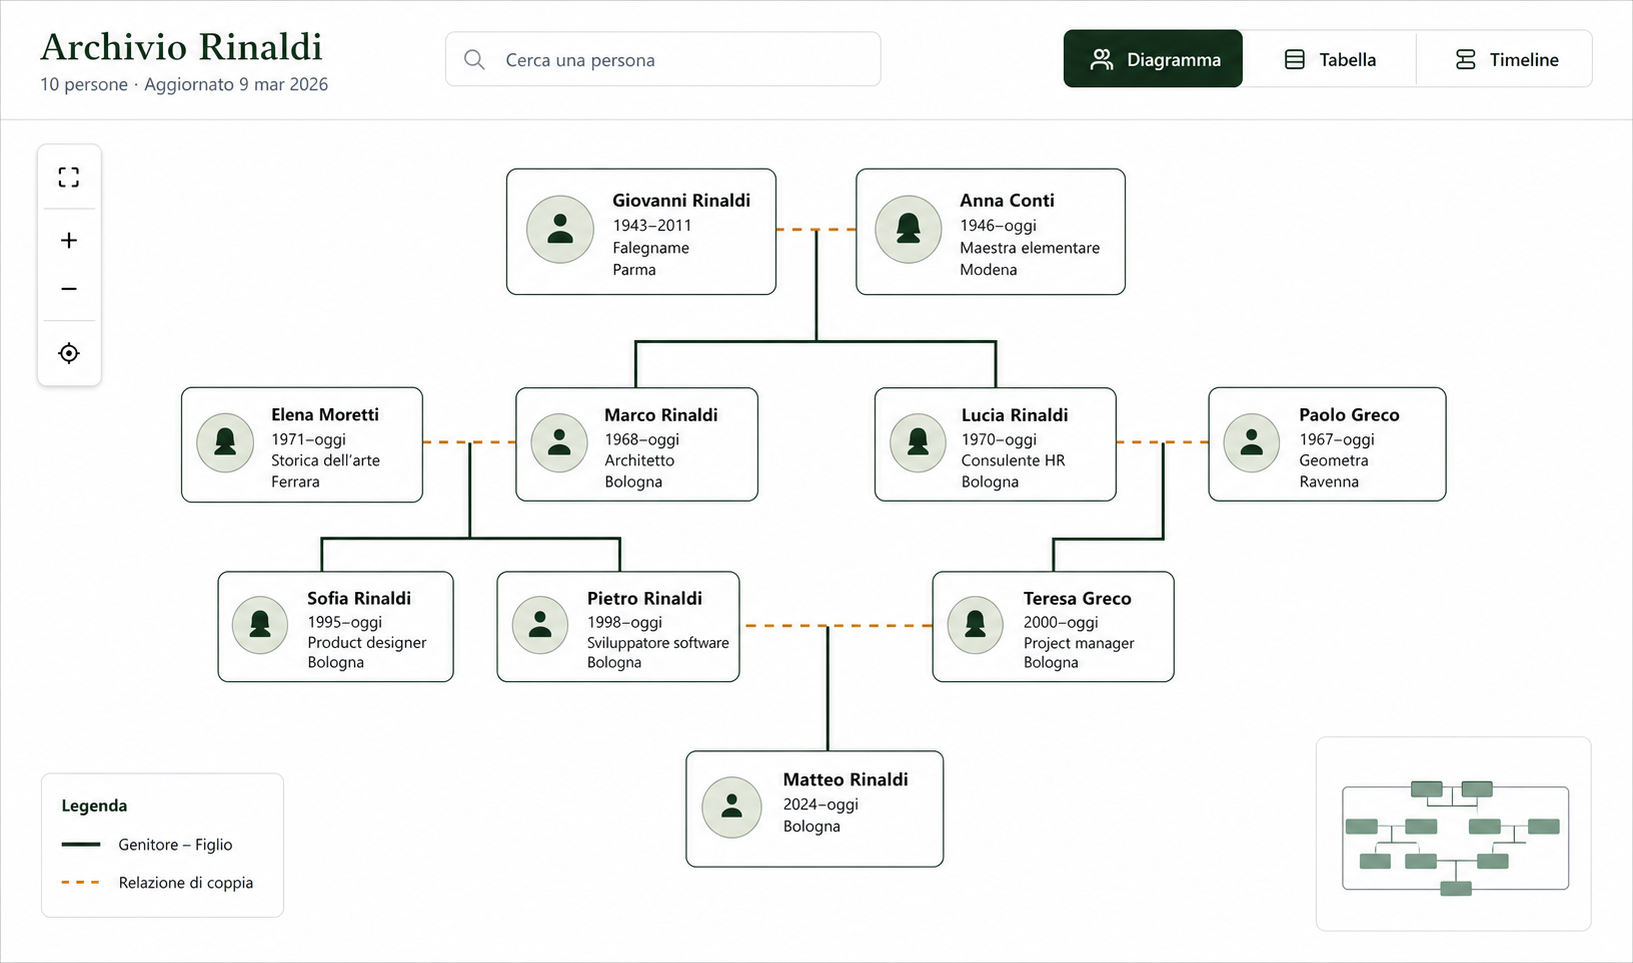 Archivio Rinaldi
10 persone · Aggiornato 9 mar 2026
Cerca una persona
Diagramma
Tabella
Timeline
Giovanni Rinaldi
1943–2011
Falegname
Parma
Anna Conti
1946–oggi
Maestra elementare
Modena
Elena Moretti
1971–oggi
Storica dell'arte
Ferrara
Marco Rinaldi
1968–oggi
Architetto
Bologna
Lucia Rinaldi
1970–oggi
Consulente HR
Bologna
Paolo Greco
1967–oggi
Geometra
Ravenna
Sofia Rinaldi
1995–oggi
Product designer
Bologna
Pietro Rinaldi
1998–oggi
Sviluppatore software
Bologna
Teresa Greco
2000–oggi
Project manager
Bologna
Matteo Rinaldi
2024–oggi
Bologna
Legenda
Genitore – Figlio
Relazione di coppia